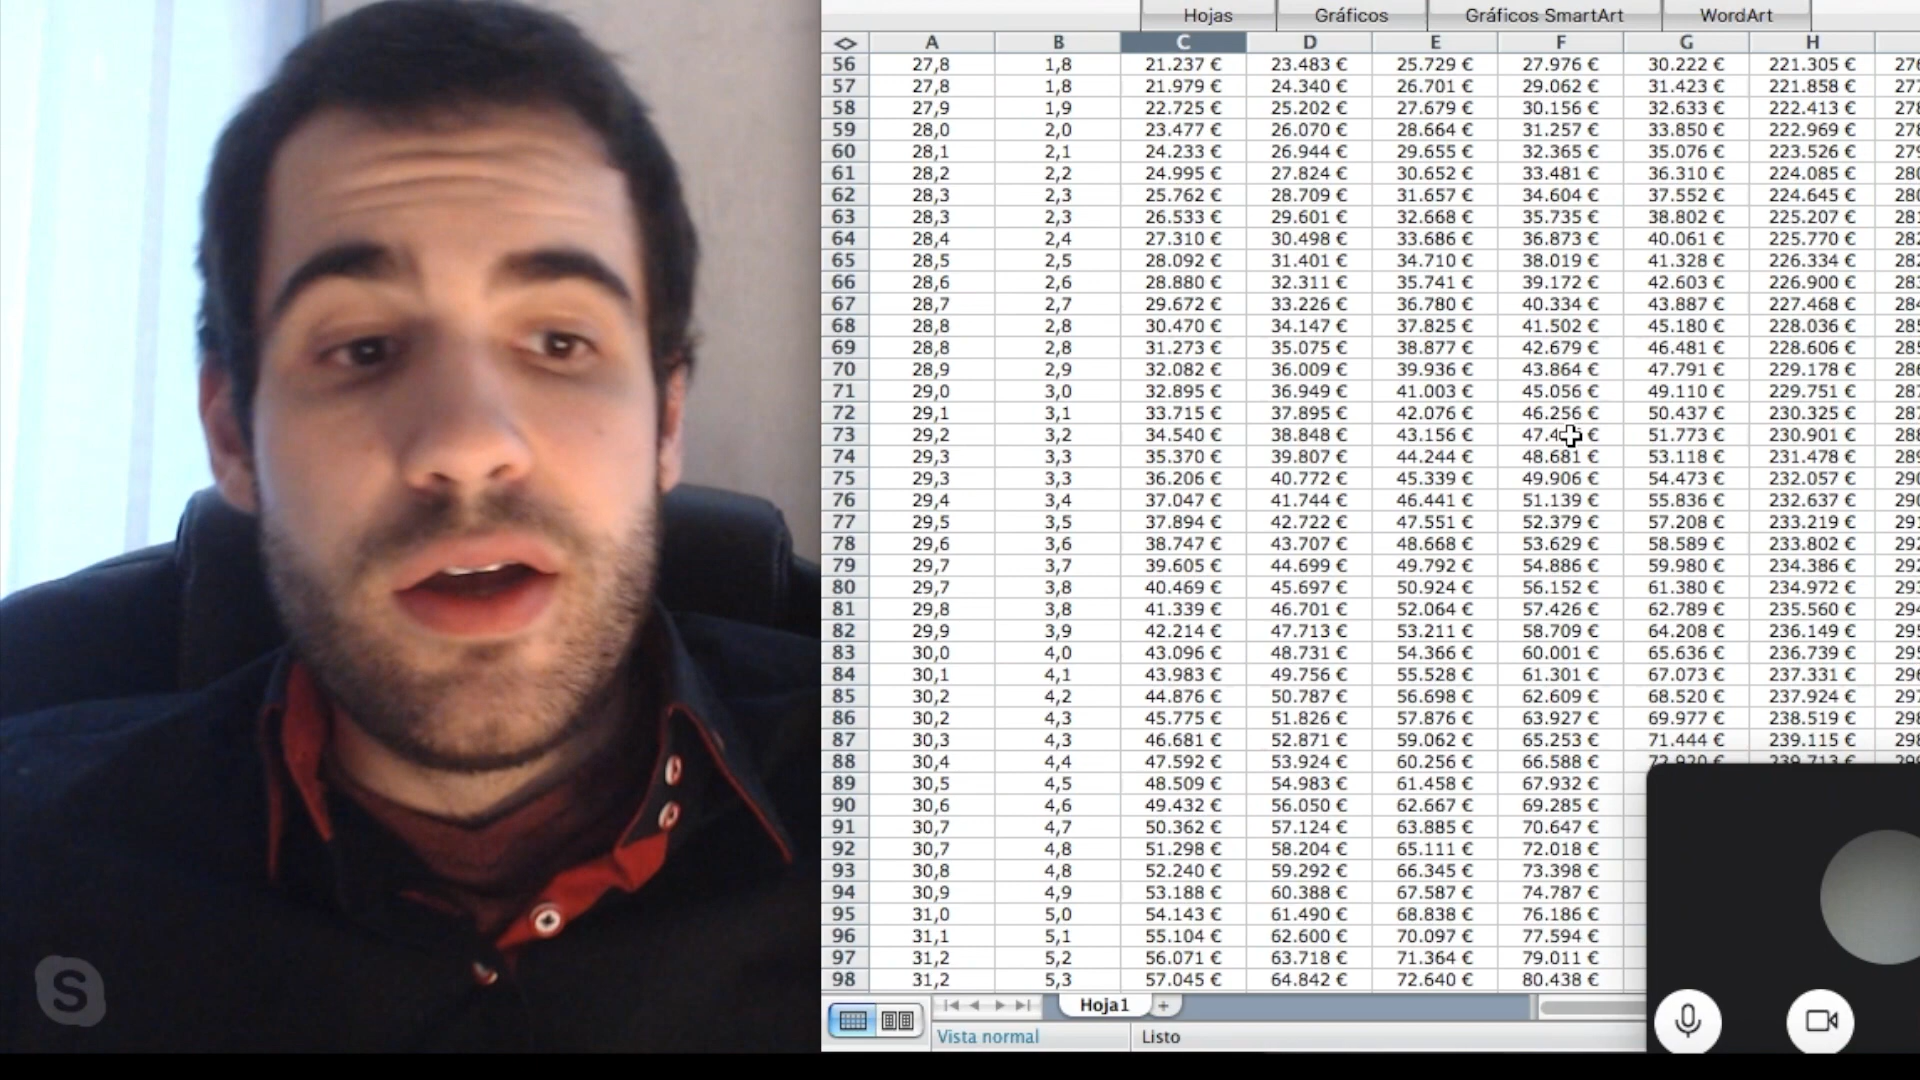 Hojas Gráficos Gráficos SmartArt WordArt
A B C D E F G H
56 27,8 1,8 21.237 € 23.483 € 25.729 € 27.976 € 30.222 € 221.305 €
57 27,8 1,8 21.979 € 24.340 € 26.701 € 29.062 € 31.423 € 221.858 €
58 27,9 1,9 22.725 € 25.202 € 27.679 € 30.156 € 32.633 € 222.413 €
59 28,0 2,0 23.477 € 26.070 € 28.664 € 31.257 € 33.850 € 222.969 €
60 28,1 2,1 24.233 € 26.944 € 29.655 € 32.365 € 35.076 € 223.526 €
61 28,2 2,2 24.995 € 27.824 € 30.652 € 33.481 € 36.310 € 224.085 €
62 28,3 2,3 25.762 € 28.709 € 31.657 € 34.604 € 37.552 € 224.645 €
63 28,3 2,3 26.533 € 29.601 € 32.668 € 35.735 € 38.802 € 225.207 €
64 28,4 2,4 27.310 € 30.498 € 33.686 € 36.873 € 40.061 € 225.770 €
65 28,5 2,5 28.092 € 31.401 € 34.710 € 38.019 € 41.328 € 226.334 €
66 28,6 2,6 28.880 € 32.311 € 35.741 € 39.172 € 42.603 € 226.900 €
67 28,7 2,7 29.672 € 33.226 € 36.780 € 40.334 € 43.887 € 227.468 €
68 28,8 2,8 30.470 € 34.147 € 37.825 € 41.502 € 45.180 € 228.036 €
69 28,8 2,8 31.273 € 35.075 € 38.877 € 42.679 € 46.481 € 228.606 €
70 28,9 2,9 32.082 € 36.009 € 39.936 € 43.864 € 47.791 € 229.178 €
71 29,0 3,0 32.895 € 36.949 € 41.003 € 45.056 € 49.110 € 229.751 €
72 29,1 3,1 33.715 € 37.895 € 42.076 € 46.256 € 50.437 € 230.325 €
73 29,2 3,2 34.540 € 38.848 € 43.156 € € 51.773 € 230.901 €
74 29,3 3,3 35.370 € 39.807 € 44.244 € 48.681 € 53.118 € 231.478 €
75 29,3 3,3 36.206 € 40.772 € 45.339 € 49.906 € 54.473 € 232.057 €
76 29,4 3,4 37.047 € 41.744 € 46.441 € 51.139 € 55.836 € 232.637 €
77 29,5 3,5 37.894 € 42.722 € 47.551 € 52.379 € 57.208 € 233.219 €
78 29,6 3,6 38.747 € 43.707 € 48.668 € 53.629 € 58.589 € 233.802 €
79 29,7 3,7 39.605 € 44.699 € 49.792 € 54.886 € 59.980 € 234.386 €
80 29,7 3,8 40.469 € 45.697 € 50.924 € 56.152 € 61.380 € 234.972 €
81 29,8 3,8 41.339 € 46.701 € 52.064 € 57.426 € 62.789 € 235.560 €
82 29,9 3,9 42.214 € 47.713 € 53.211 € 58.709 € 64.208 € 236.149 €
83 30,0 4,0 43.096 € 48.731 € 54.366 € 60.001 € 65.636 € 236.739 €
84 30,1 4,1 43.983 € 49.756 € 55.528 € 61.301 € 67.073 € 237.331 €
85 30,2 4,2 44.876 € 50.787 € 56.698 € 62.609 € 68.520 € 237.924 €
86 30,2 4,3 45.775 € 51.826 € 57.876 € 63.927 € 69.977 € 238.519 €
87 30,3 4,3 46.681 € 52.871 € 59.062 € 65.253 € 71.444 € 239.115 €
88 30,4 4,4 47.592 € 53.924 € 60.256 € 66.588 € 72.920 € 239.713 €
89 30,5 4,5 48.509 € 54.983 € 61.458 € 67.932 €
90 30,6 4,6 49.432 € 56.050 € 62.667 € 69.285 €
91 30,7 4,7 50.362 € 57.124 € 63.885 € 70.647 €
92 30,7 4,8 51.298 € 58.204 € 65.111 € 72.018 €
93 30,8 4,8 52.240 € 59.292 € 66.345 € 73.398 €
94 30,9 4,9 53.188 € 60.388 € 67.587 € 74.787 €
95 31,0 5,0 54.143 € 61.490 € 68.838 € 76.186 €
96 31,1 5,1 55.104 € 62.600 € 70.097 € 77.594 €
97 31,2 5,2 56.071 € 63.718 € 71.364 € 79.011 €
98 31,2 5,3 57.045 € 64.842 € 72.640 € 80.438 €
Hoja1
Vista normal Listo
S